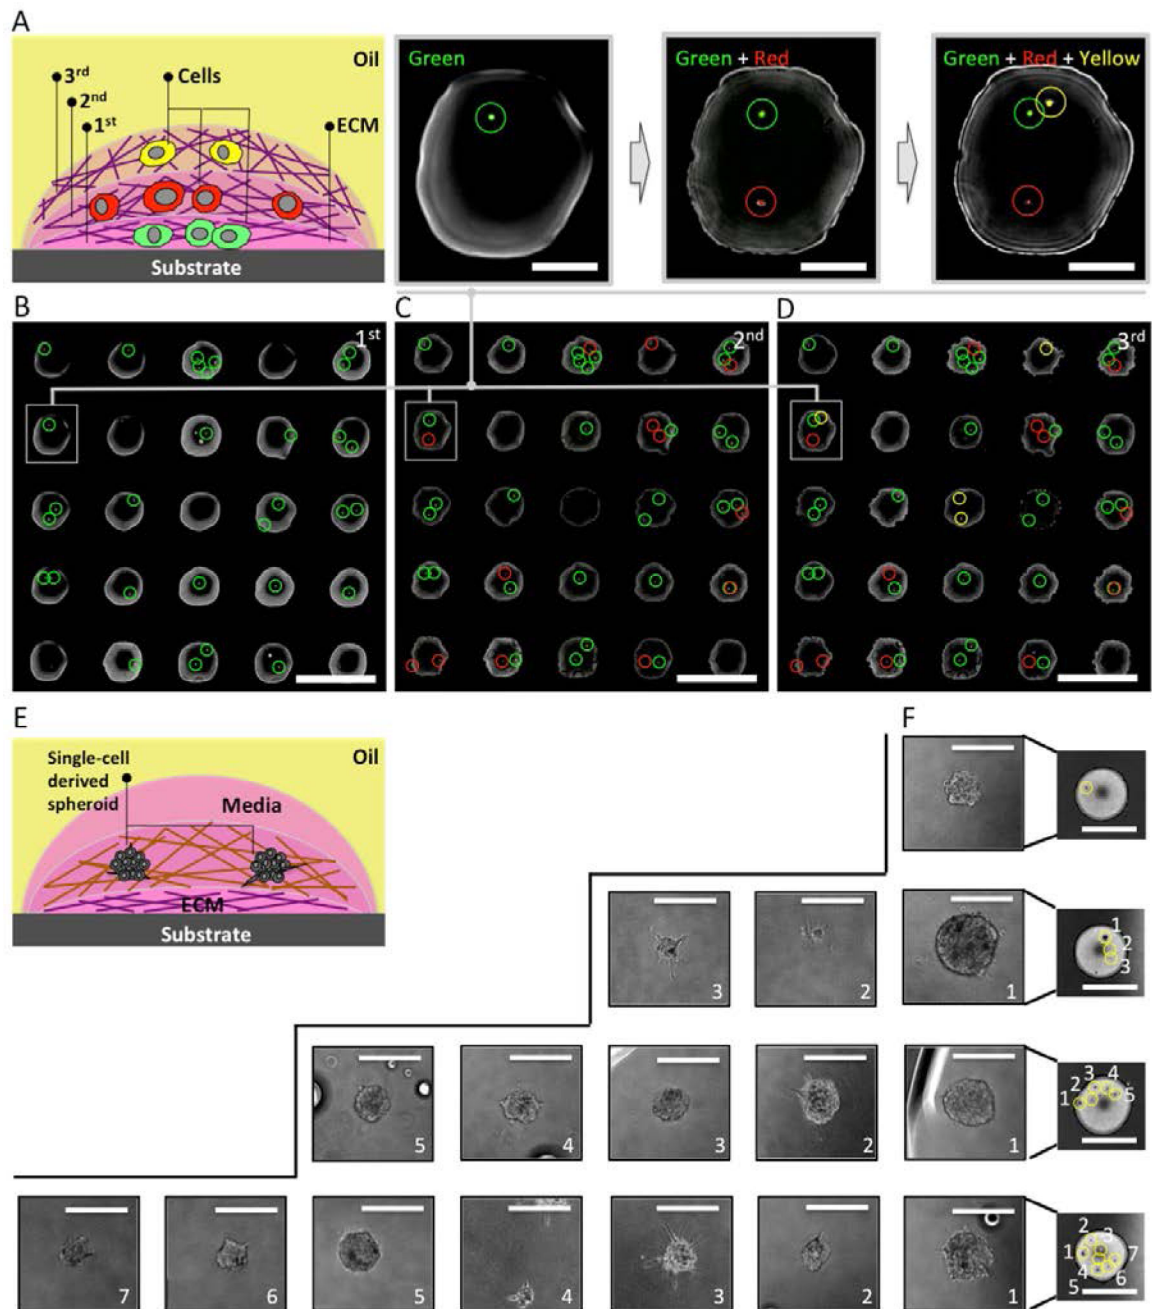 A
Oil
3rd
Cells
2nd
1st
ECM
Substrate
Green
Green + Red
Green + Red + Yellow
B
1st
C
2nd
D
3rd
E
Single-cell
derived
spheroid
Oil
Media
ECM
Substrate
F
3
2
1
1
2
3
5
4
3
2
1
1
2
3
4
5
7
6
5
4
3
2
1
1
2
3
4
5
6
7